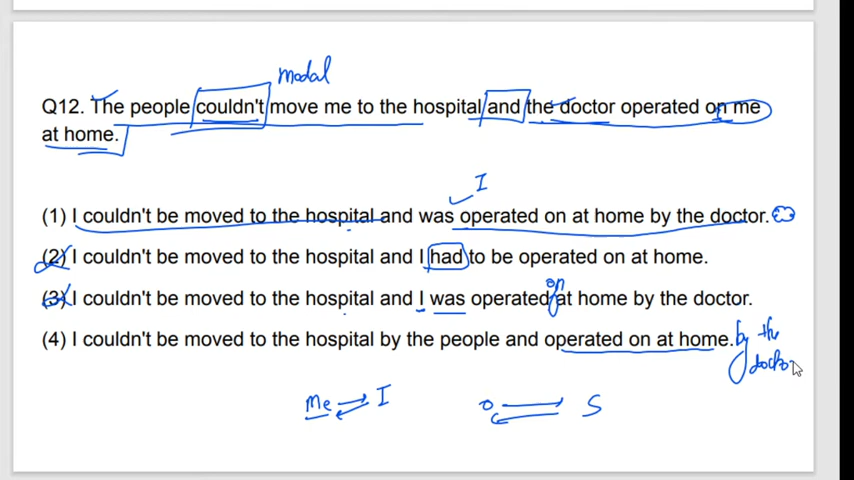 modal
Q12. The people couldn't move me to the hospital and the doctor operated on me
at home.
I
(1) I couldn't be moved to the hospital and was operated on at home by the doctor.
(2) I couldn't be moved to the hospital and I had to be operated on at home.
on
(3) I couldn't be moved to the hospital and I was operated at home by the doctor.
(4) I couldn't be moved to the hospital by the people and operated on at home. by the
doctor
Me I O S